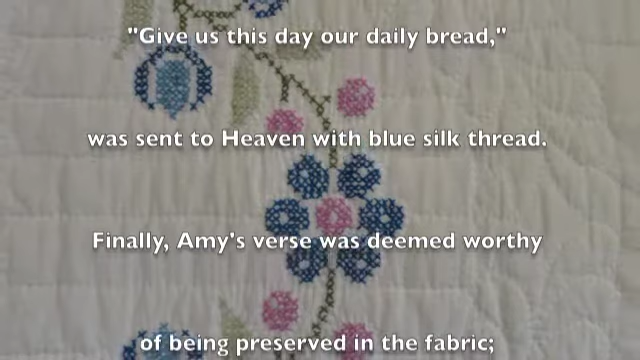 "Give us this day our daily bread,"
was sent to Heaven with blue silk thread.
Finally, Amy's verse was deemed worthy
of being preserved in the fabric;